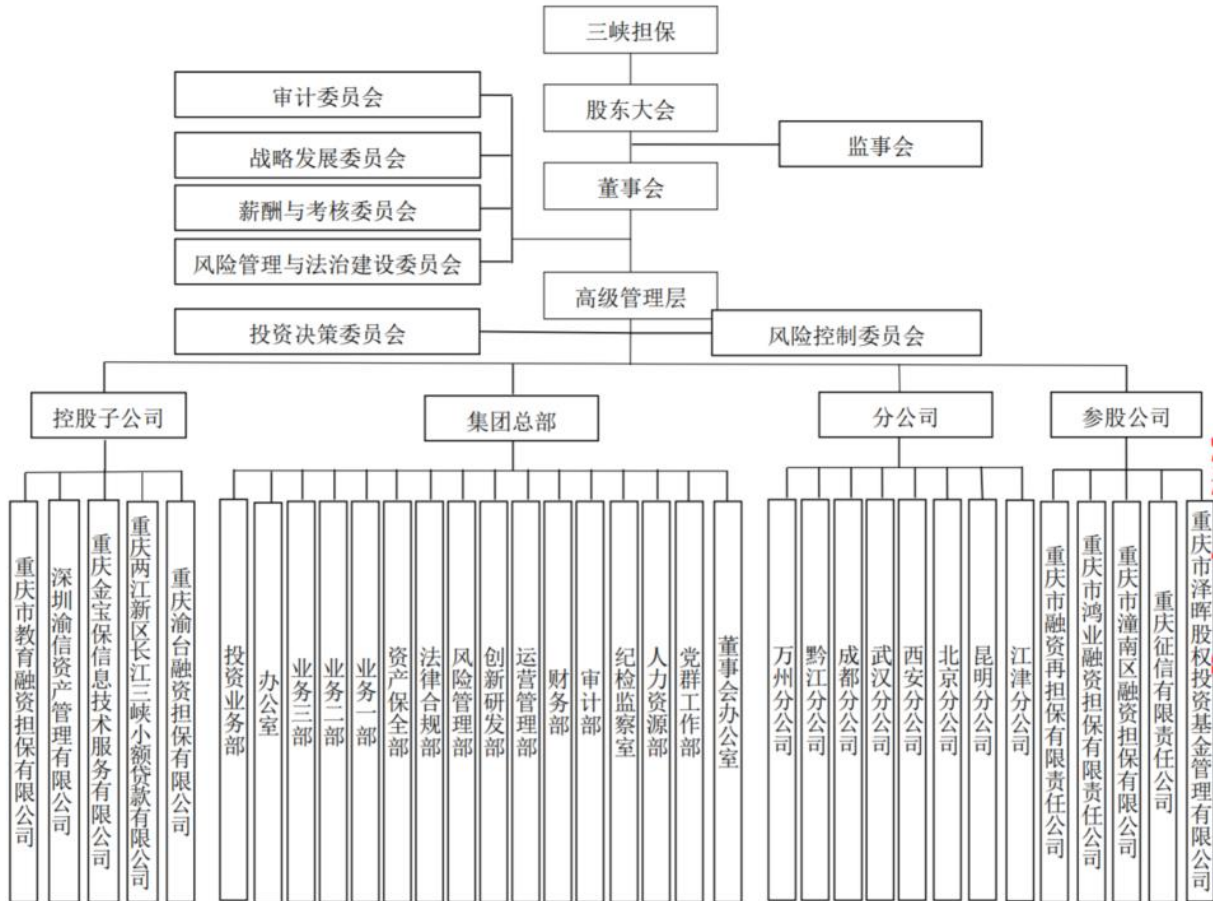 三峡担保
审计委员会
股东大会
战略发展委员会
监事会
董事会
薪酬与考核委员会
风险管理与法治建设委员会
高级管理层
投资决策委员会
风险控制委员会
控股子公司
集团总部
分公司
参股公司
重庆市教育融资担保有限公司
深圳渝信资产管理有限公司
重庆金宝保信息技术服务有限公司
重庆两江新区长江三峡小额贷款有限公司
重庆渝台融资担保有限公司
投资业务部
办公室
业务三部
业务二部
业务一部
资产保全部
法律合规部
风险管理部
创新研发部
运营管理部
财务部
审计部
纪检监察室
人力资源部
党群工作部
董事会办公室
万州分公司
黔江分公司
成都分公司
武汉分公司
西安分公司
北京分公司
昆明分公司
江津分公司
重庆市融资再担保有限责任公司
重庆市鸿业融资担保有限责任公司
重庆市潼南区融资担保有限公司
重庆征信有限责任公司
重庆市泽晖股权投资基金管理有限公司